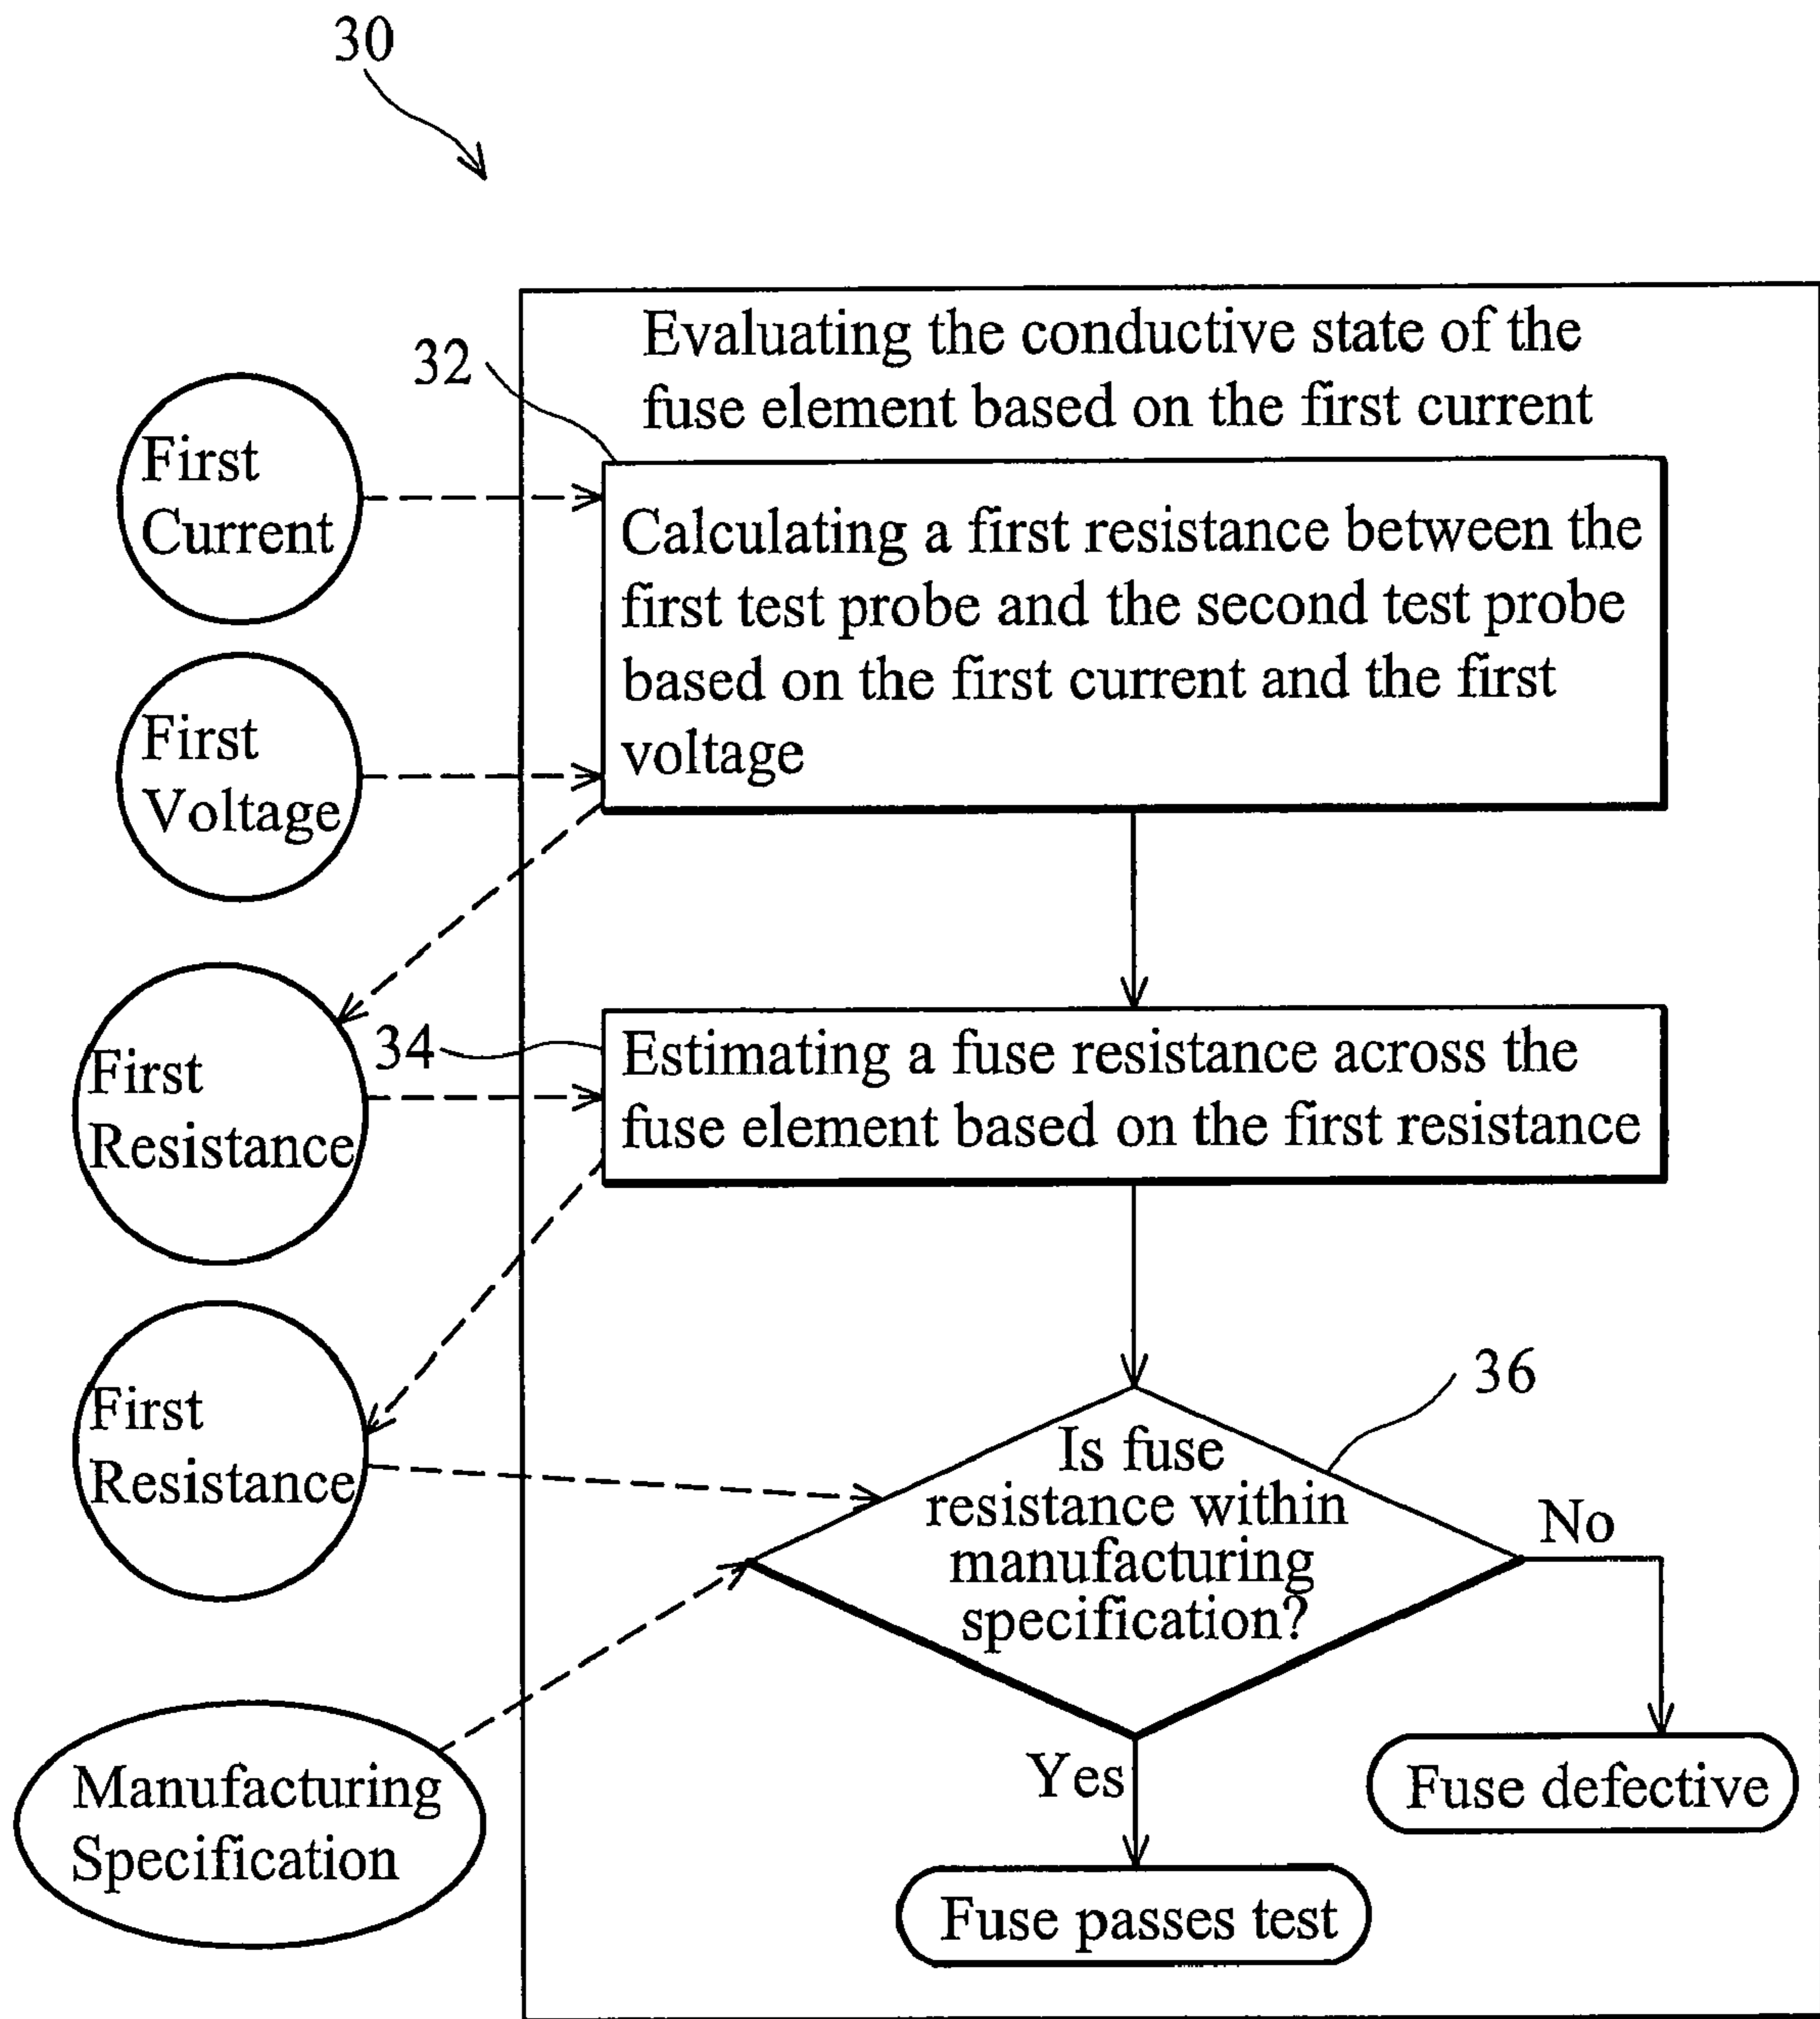 30
Evaluating the conductive state of the
fuse element based on the first current
32
First
Current
Calculating a first resistance between the
first test probe and the second test probe
based on the first current and the first
voltage
First
Voltage
First
Resistance
34
Estimating a fuse resistance across the
fuse element based on the first resistance
First
Resistance
36
Is fuse
resistance within
manufacturing
specification?
No
Yes
Manufacturing
Specification
Fuse defective
Fuse passes test